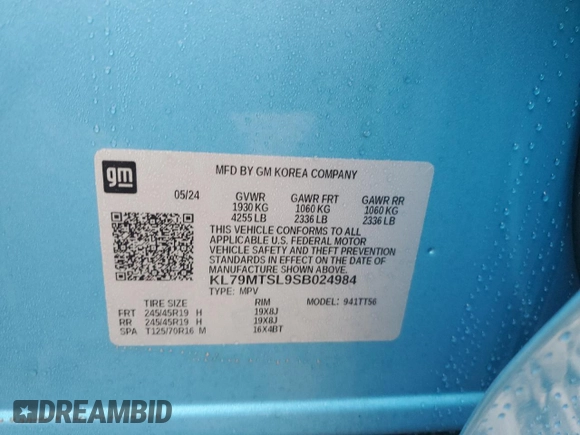 gm
MFD BY GM KOREA COMPANY
05/24 GVWR GAWR FRT GAWR RR
1930 KG 1060 KG 1060 KG
4255 LB 2336 LB 2336 LB
THIS VEHICLE CONFORMS TO ALL
APPLICABLE U.S. FEDERAL MOTOR
VEHICLE SAFETY AND THEFT PREVENTION
STANDARDS IN EFFECT ON THE DATE OF
MANUFACTURE SHOWN ABOVE.
KL79MTSL9SB024984
TYPE: MPV MODEL: 941TT56
TIRE SIZE RIM
FRT 245/45R19 H 19X8J
RR 245/45R19 H 19X8J
SPA T125/70R16 M 16X4BT
DREAMBID